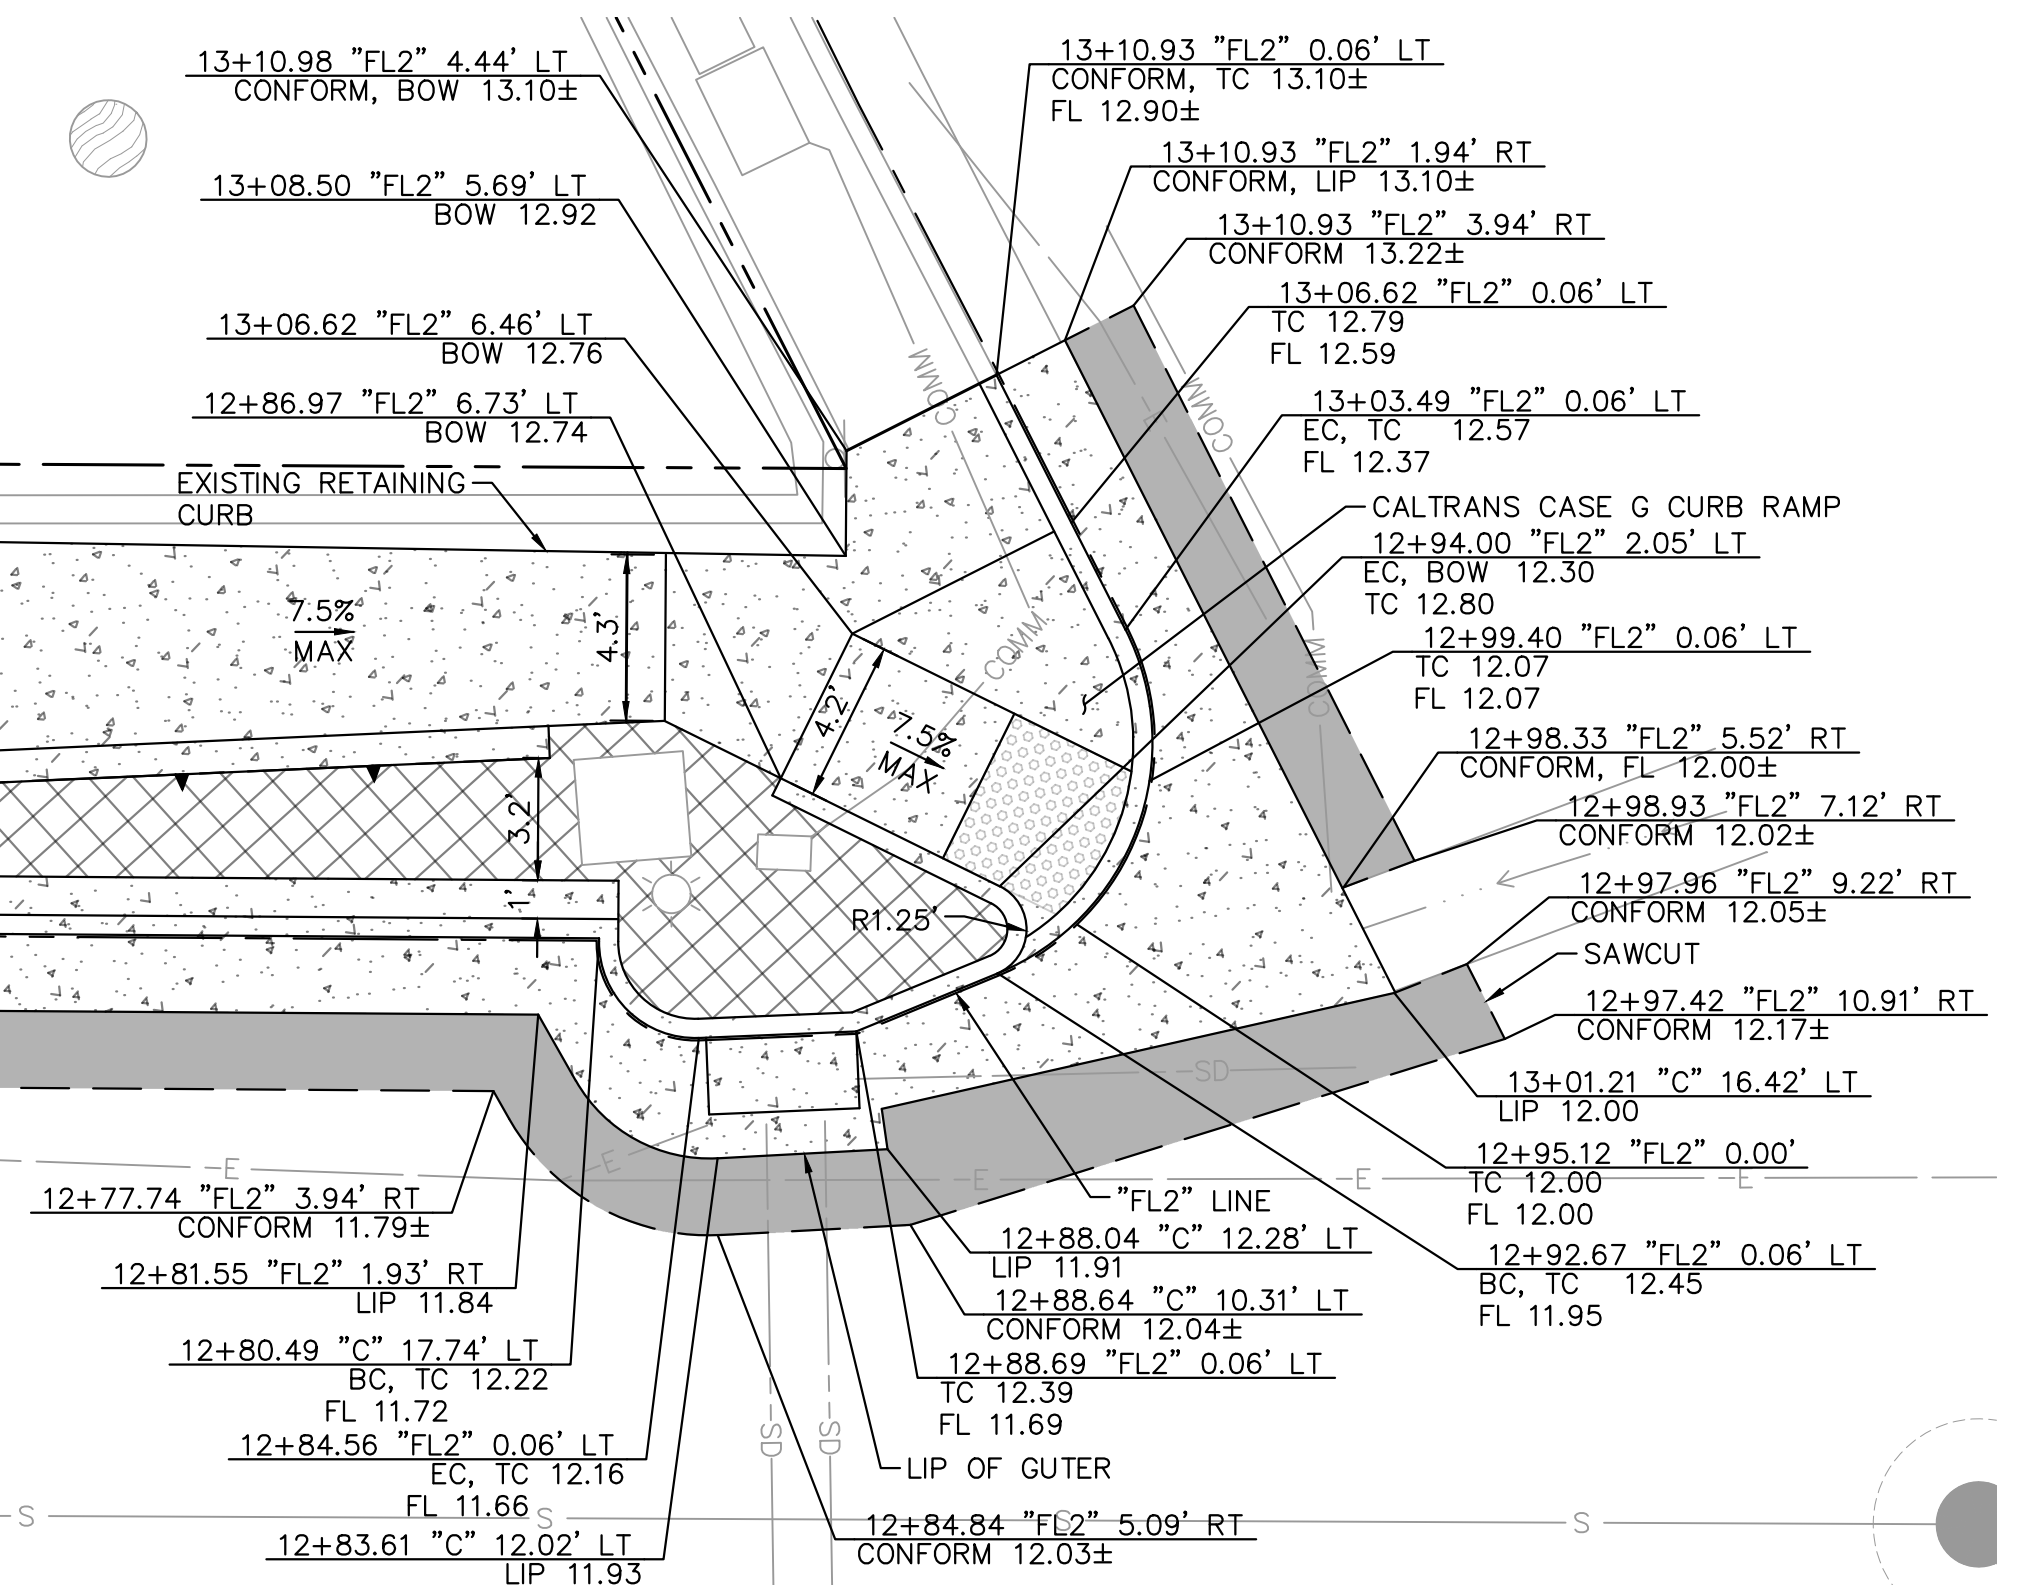 13+10.98 "FL2" 4.44' LT
CONFORM, BOW 13.10±
13+08.50 "FL2" 5.69' LT
BOW 12.92
13+06.62 "FL2" 6.46' LT
BOW 12.76
12+86.97 "FL2" 6.73' LT
BOW 12.74
EXISTING RETAINING
CURB
13+10.93 "FL2" 0.06' LT
CONFORM, TC 13.10±
FL 12.90±
13+10.93 "FL2" 1.94' RT
CONFORM, LIP 13.10±
13+10.93 "FL2" 3.94' RT
CONFORM 13.22±
13+06.62 "FL2" 0.06' LT
TC 12.79
FL 12.59
13+03.49 "FL2" 0.06' LT
EC, TC 12.57
FL 12.37
CALTRANS CASE G CURB RAMP
12+94.00 "FL2" 2.05' LT
EC, BOW 12.30
TC 12.80
12+99.40 "FL2" 0.06' LT
TC 12.07
FL 12.07
12+98.33 "FL2" 5.52' RT
CONFORM, FL 12.00±
12+98.93 "FL2" 7.12' RT
CONFORM 12.02±
12+97.96 "FL2" 9.22' RT
CONFORM 12.05±
SAWCUT
12+97.42 "FL2" 10.91' RT
CONFORM 12.17±
13+01.21 "C" 16.42' LT
LIP 12.00
12+95.12 "FL2" 0.00'
TC 12.00
FL 12.00
12+92.67 "FL2" 0.06' LT
BC, TC 12.45
FL 11.95
COMM
COMM
COMM
COMM
7.5%
MAX
4.3'
4.2'
7.5%
MAX
3.2'
1'
R1.25'
SD
E
E
E
E
E
"FL2" LINE
12+77.74 "FL2" 3.94' RT
CONFORM 11.79±
12+81.55 "FL2" 1.93' RT
LIP 11.84
12+80.49 "C" 17.74' LT
BC, TC 12.22
FL 11.72
12+84.56 "FL2" 0.06' LT
EC, TC 12.16
FL 11.66
12+83.61 "C" 12.02' LT
LIP 11.93
12+88.04 "C" 12.28' LT
LIP 11.91
12+88.64 "C" 10.31' LT
CONFORM 12.04±
12+88.69 "FL2" 0.06' LT
TC 12.39
FL 11.69
LIP OF GUTER
12+84.84 "FL2" 5.09' RT
CONFORM 12.03±
SD
SD
S
S
S
S